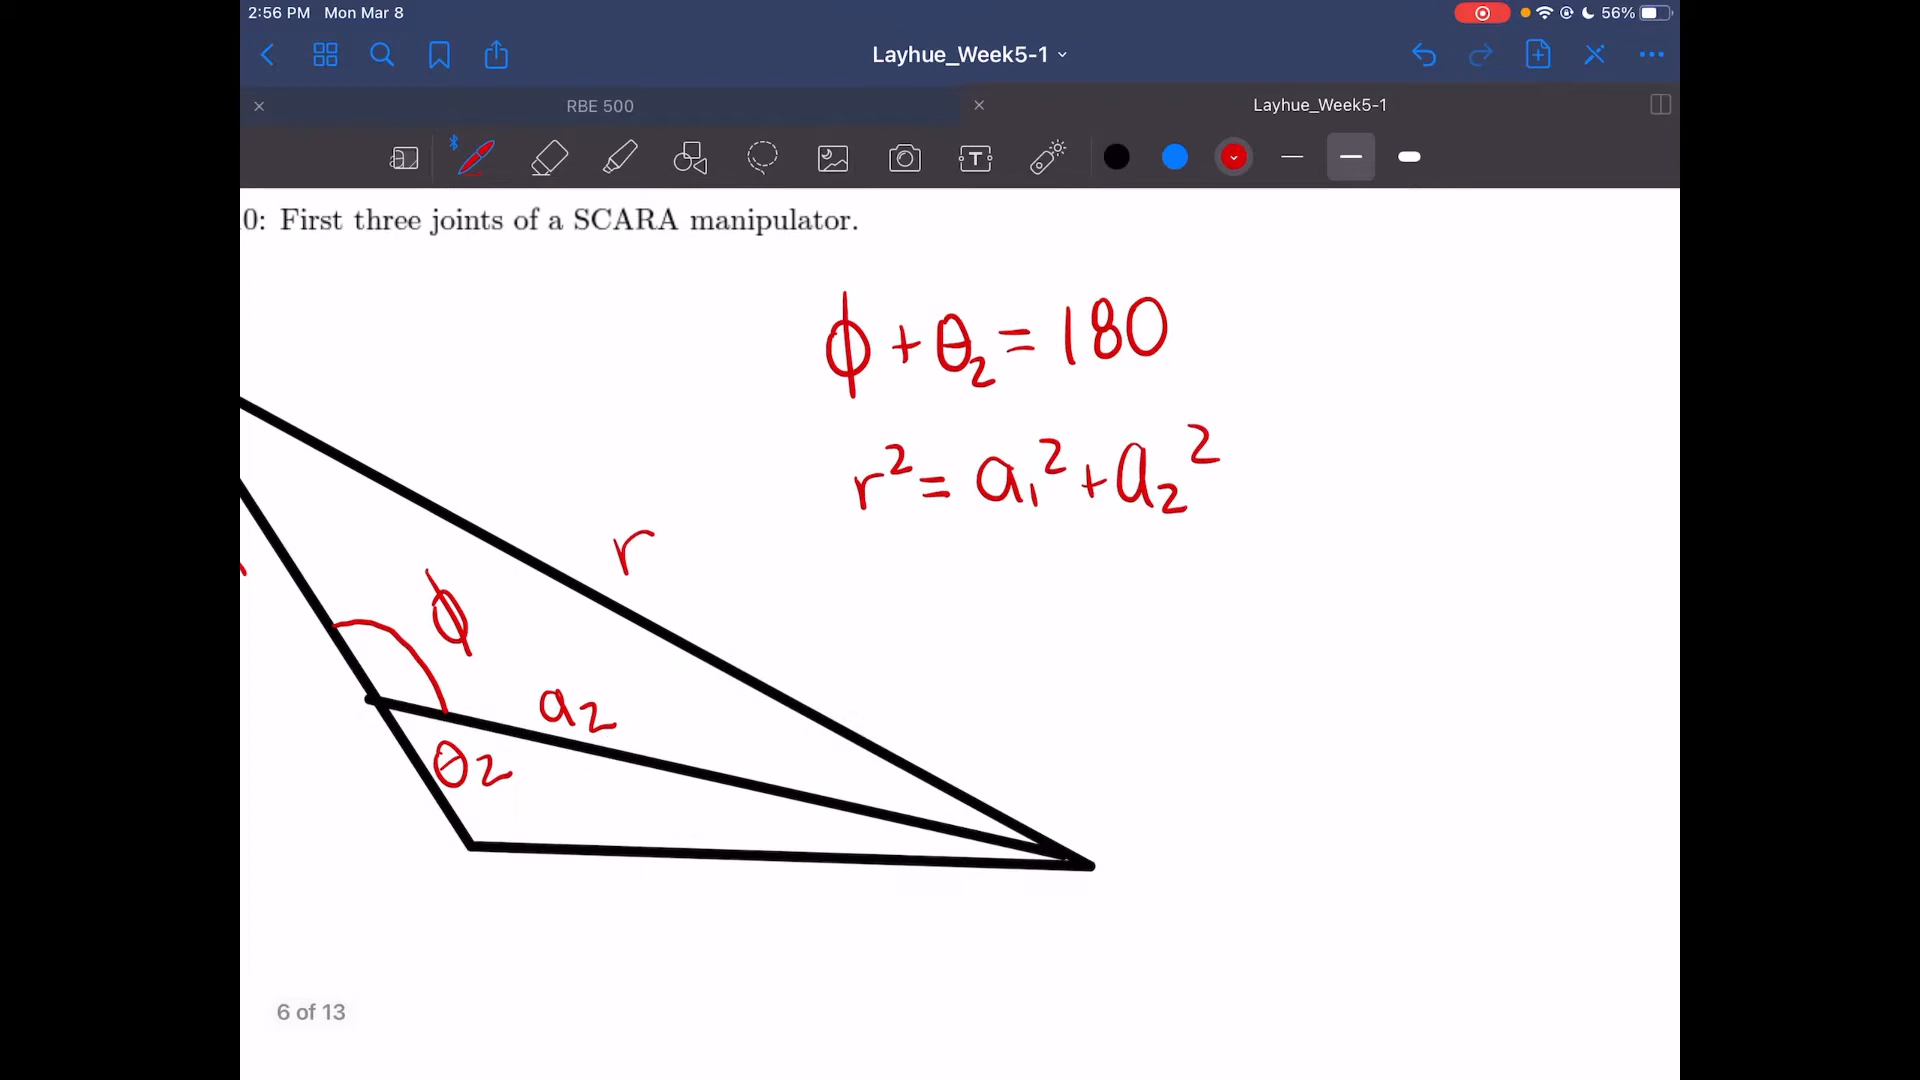 2:56 PM Mon Mar 8
56%
Layhue_Week5-1
RBE 500
Layhue_Week5-1
T
0: First three joints of a SCARA manipulator.
ϕ + θ₂ = 180
r² = a₁² + a₂²
r
ϕ
a₂
θ₂
6 of 13